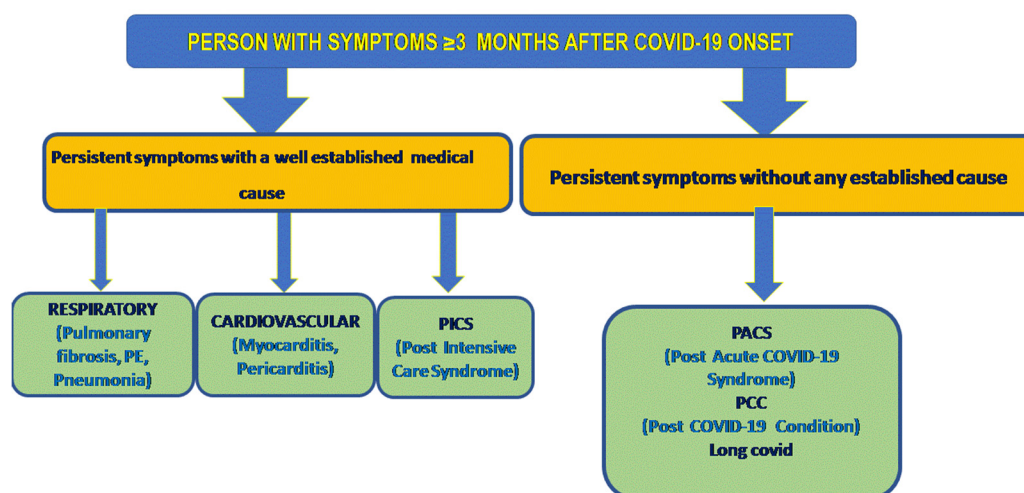 PERSON WITH SYMPTOMS ≥3 MONTHS AFTER COVID-19 ONSET
Persistent symptoms with a well established medical
cause
Persistent symptoms without any established cause
RESPIRATORY
(Pulmonary
fibrosis, PE,
Pneumonia)
CARDIOVASCULAR
(Myocarditis,
Pericarditis)
PICS
(Post Intensive
Care Syndrome)
PACS
(Post Acute COVID-19
Syndrome)
PCC
(Post COVID-19 Condition)
Long covid